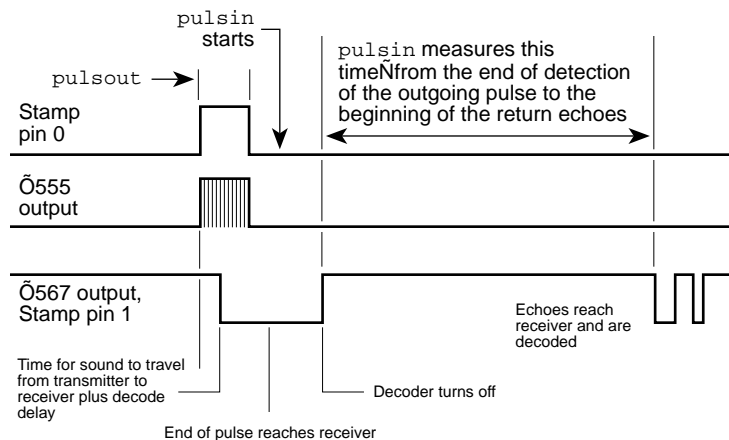 pulsin
starts
pulsout
pulsin measures this
timeÑfrom the end of detection
of the outgoing pulse to the
beginning of the return echoes
Stamp
pin 0
Õ555
output
Õ567 output,
Stamp pin 1
Echoes reach
receiver and are
decoded
Time for sound to travel
from transmitter to
receiver plus decode
delay
Decoder turns off
End of pulse reaches receiver